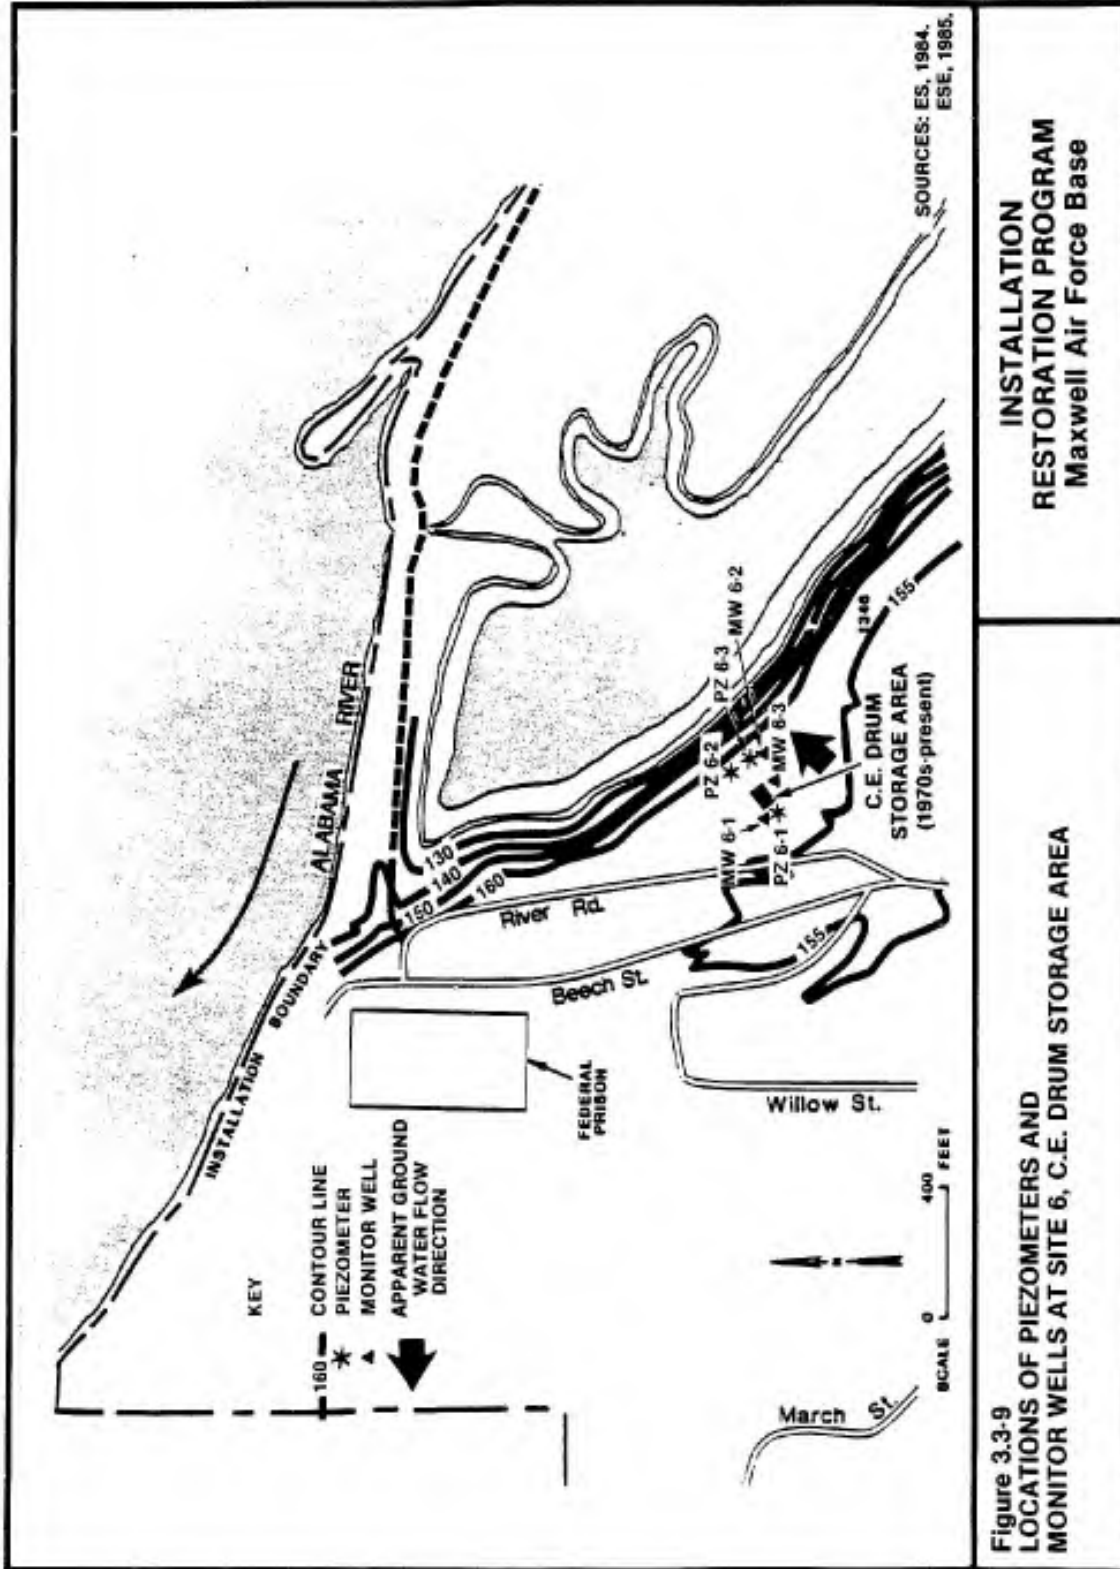 INSTALLATION
BOUNDARY
ALABAMA
RIVER
KEY
160
CONTOUR LINE
PIEZOMETER
MONITOR WELL
APPARENT GROUND
WATER FLOW
DIRECTION
FEDERAL
PRISON
130
140
150
160
River Rd.
Beech St.
Willow St.
March St.
155
MW 6-1
PZ 6-1
PZ 6-2
PZ 6-3
MW 6-2
MW 6-3
1346
155
C.E. DRUM
STORAGE AREA
(1970s-present)
SCALE 0 400 FEET
SOURCES: ES, 1984.
ESE, 1985.
Figure 3.3-9
LOCATIONS OF PIEZOMETERS AND
MONITOR WELLS AT SITE 6, C.E. DRUM STORAGE AREA
INSTALLATION
RESTORATION PROGRAM
Maxwell Air Force Base